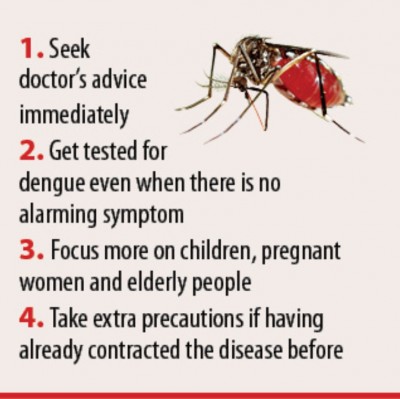 1. Seek
doctor's advice
immediately
2. Get tested for
dengue even when there is no
alarming symptom
3. Focus more on children, pregnant
women and elderly people
4. Take extra precautions if having
already contracted the disease before